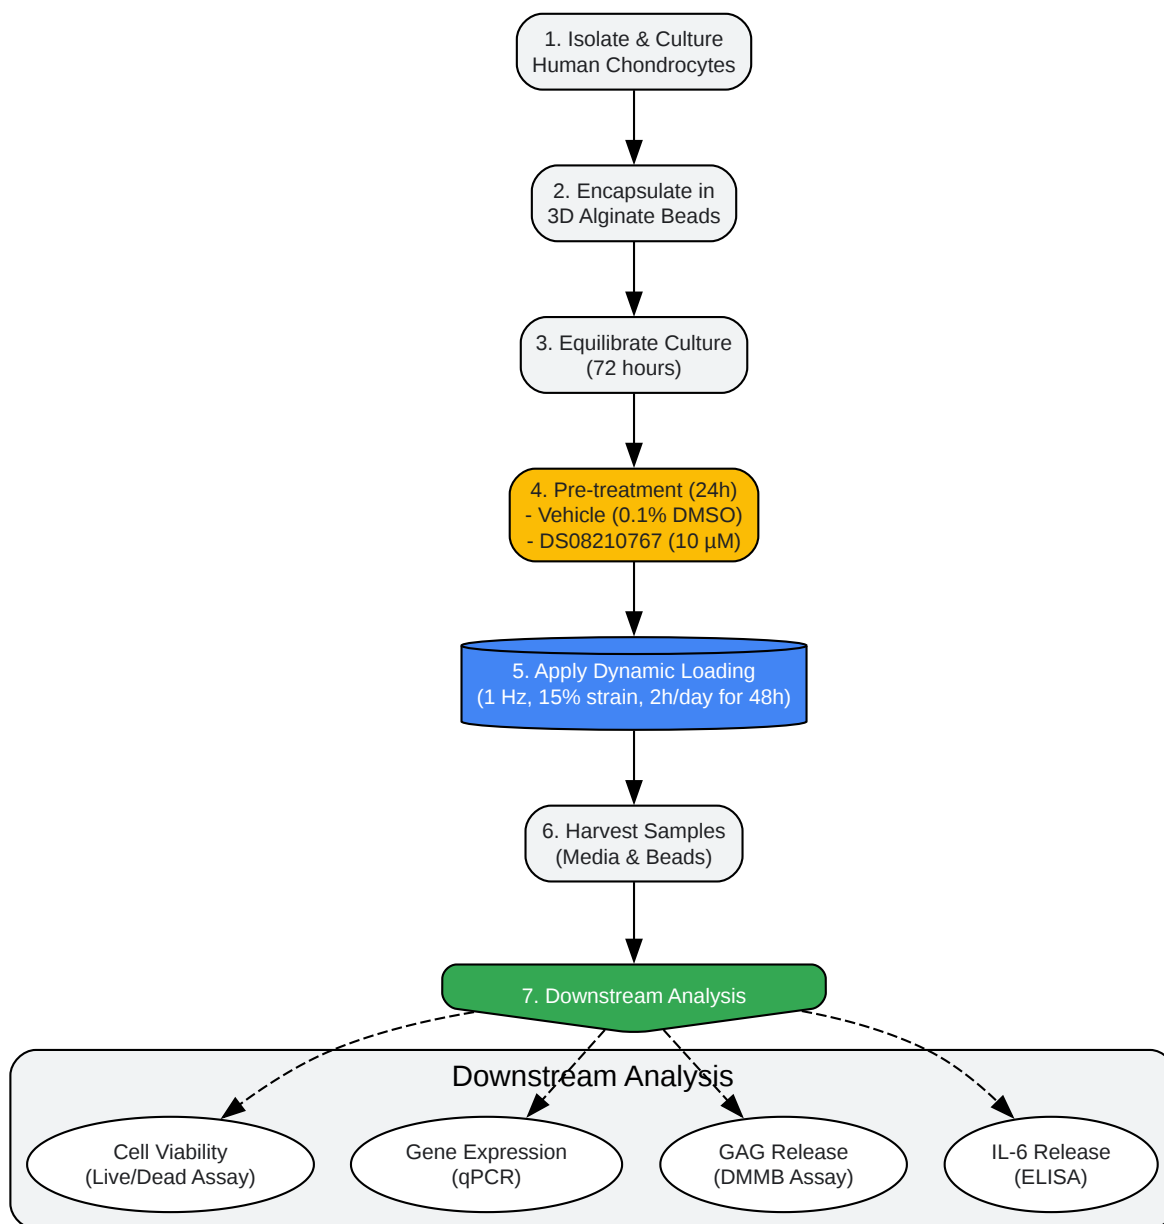 1. Isolate & Culture
Human Chondrocytes
2. Encapsulate in
3D Alginate Beads
3. Equilibrate Culture
(72 hours)
4. Pre-treatment (24h)
- Vehicle (0.1% DMSO)
- DS08210767 (10 µM)
5. Apply Dynamic Loading
(1 Hz, 15% strain, 2h/day for 48h)
6. Harvest Samples
(Media & Beads)
7. Downstream Analysis
Downstream Analysis
Cell Viability
(Live/Dead Assay)
Gene Expression
(qPCR)
GAG Release
(DMMB Assay)
IL-6 Release
(ELISA)